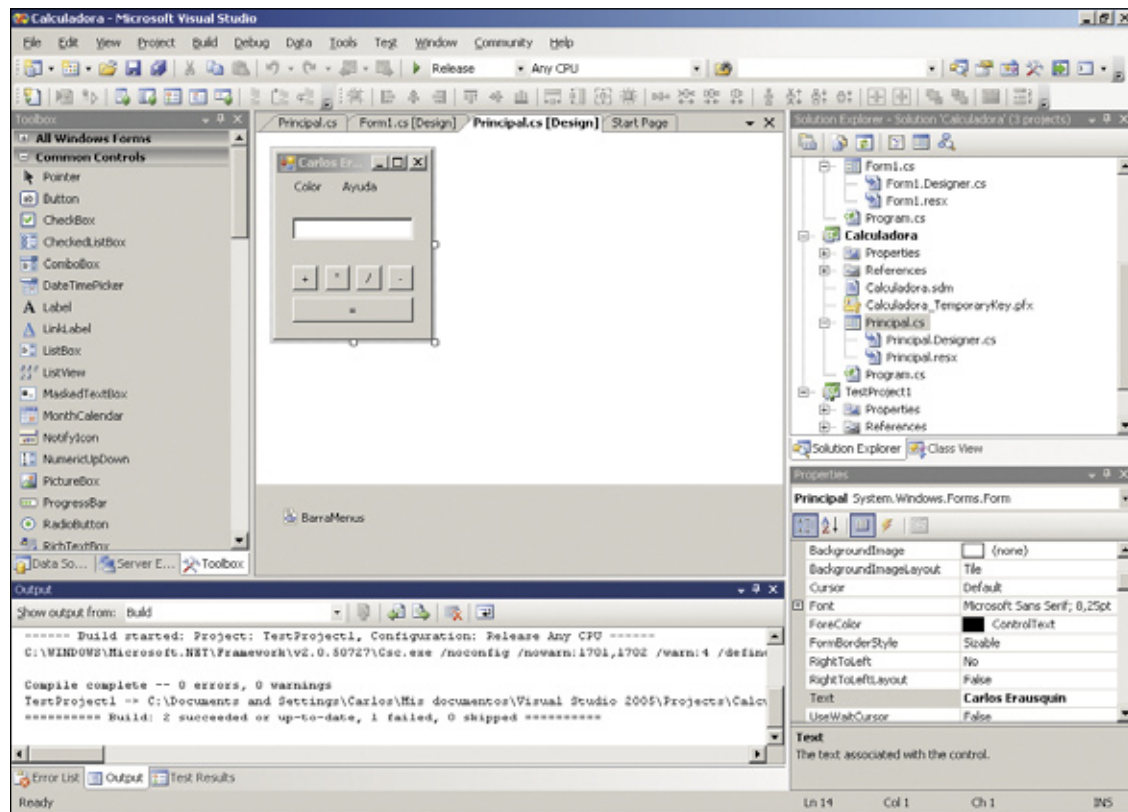 Calculadora - Microsoft Visual Studio
File Edit View Project Build Debug Data Tools Test Window Community Help
Release Any CPU
Toolbox
All Windows Forms
Common Controls
Pointer
Button
CheckBox
CheckedListBox
ComboBox
DateTimePicker
Label
LinkLabel
ListBox
ListView
MaskedTextBox
MonthCalendar
NotifyIcon
NumericUpDown
PictureBox
ProgressBar
RadioButton
RichTextBox
Data So... Server E... Toolbox
Principal.cs Form1.cs [Design] Principal.cs [Design] Start Page
Carlos Er...
Color Ayuda
+ * / -
=
BarraMenus
Solution Explorer - Solution 'Calculadora' (3 projects)
Form1.cs
Form1.Designer.cs
Form1.resx
Program.cs
Calculadora
Properties
References
Calculadora.sdm
Calculadora_TemporaryKey.pfx
Principal.cs
Principal.Designer.cs
Principal.resx
Program.cs
TestProject1
Properties
References
Solution Explorer Class View
Properties
Principal System.Windows.Forms.Form
BackgroundImage (none)
BackgroundImageLayout Tile
Cursor Default
Font Microsoft Sans Serif; 8,25pt
ForeColor ControlText
FormBorderStyle Sizable
RightToLeft No
RightToLeftLayout False
Text Carlos Erausquin
UseWaitCursor False
Text
The text associated with the control.
Output
Show output from: Build
------ Build started: Project: TestProject1, Configuration: Release Any CPU ------
C:\WINDOWS\Microsoft.NET\Framework\v2.0.50727\Csc.exe /noconfig /nowarn:1701,1702 /warn:4 /define
Compile complete -- 0 errors, 0 warnings
TestProject1 -> C:\Documents and Settings\Carlos\Mis documentos\Visual Studio 2005\Projects\Calcu
========== Build: 2 succeeded or up-to-date, 1 failed, 0 skipped ==========
Error List Output Test Results
Ready Ln 14 Col 1 Ch 1 INS